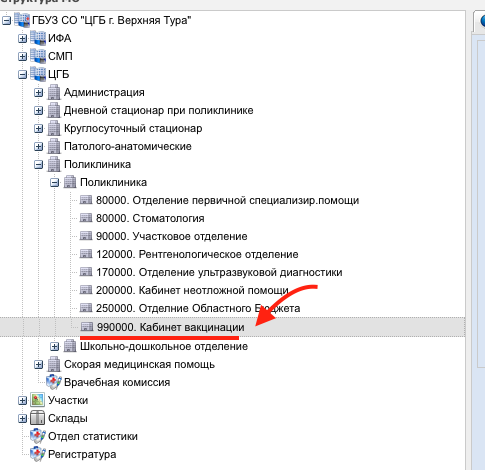 ГБУЗ СО "ЦГБ г. Верхняя Тура"
ИФА
СМП
ЦГБ
Администрация
Дневной стационар при поликлинике
Круглосуточный стационар
Патолого-анатомические
Поликлиника
Поликлиника
80000. Отделение первичной специализир.помощи
80000. Стоматология
90000. Участковое отделение
120000. Рентгенологическое отделение
170000. Отделение ультразвуковой диагностики
200000. Кабинет неотложной помощи
250000. Отделние Областного Бюджета
990000. Кабинет вакцинации
Школьно-дошкольное отделение
Скорая медицинская помощь
Врачебная комиссия
Участки
Склады
Отдел статистики
Регистратура